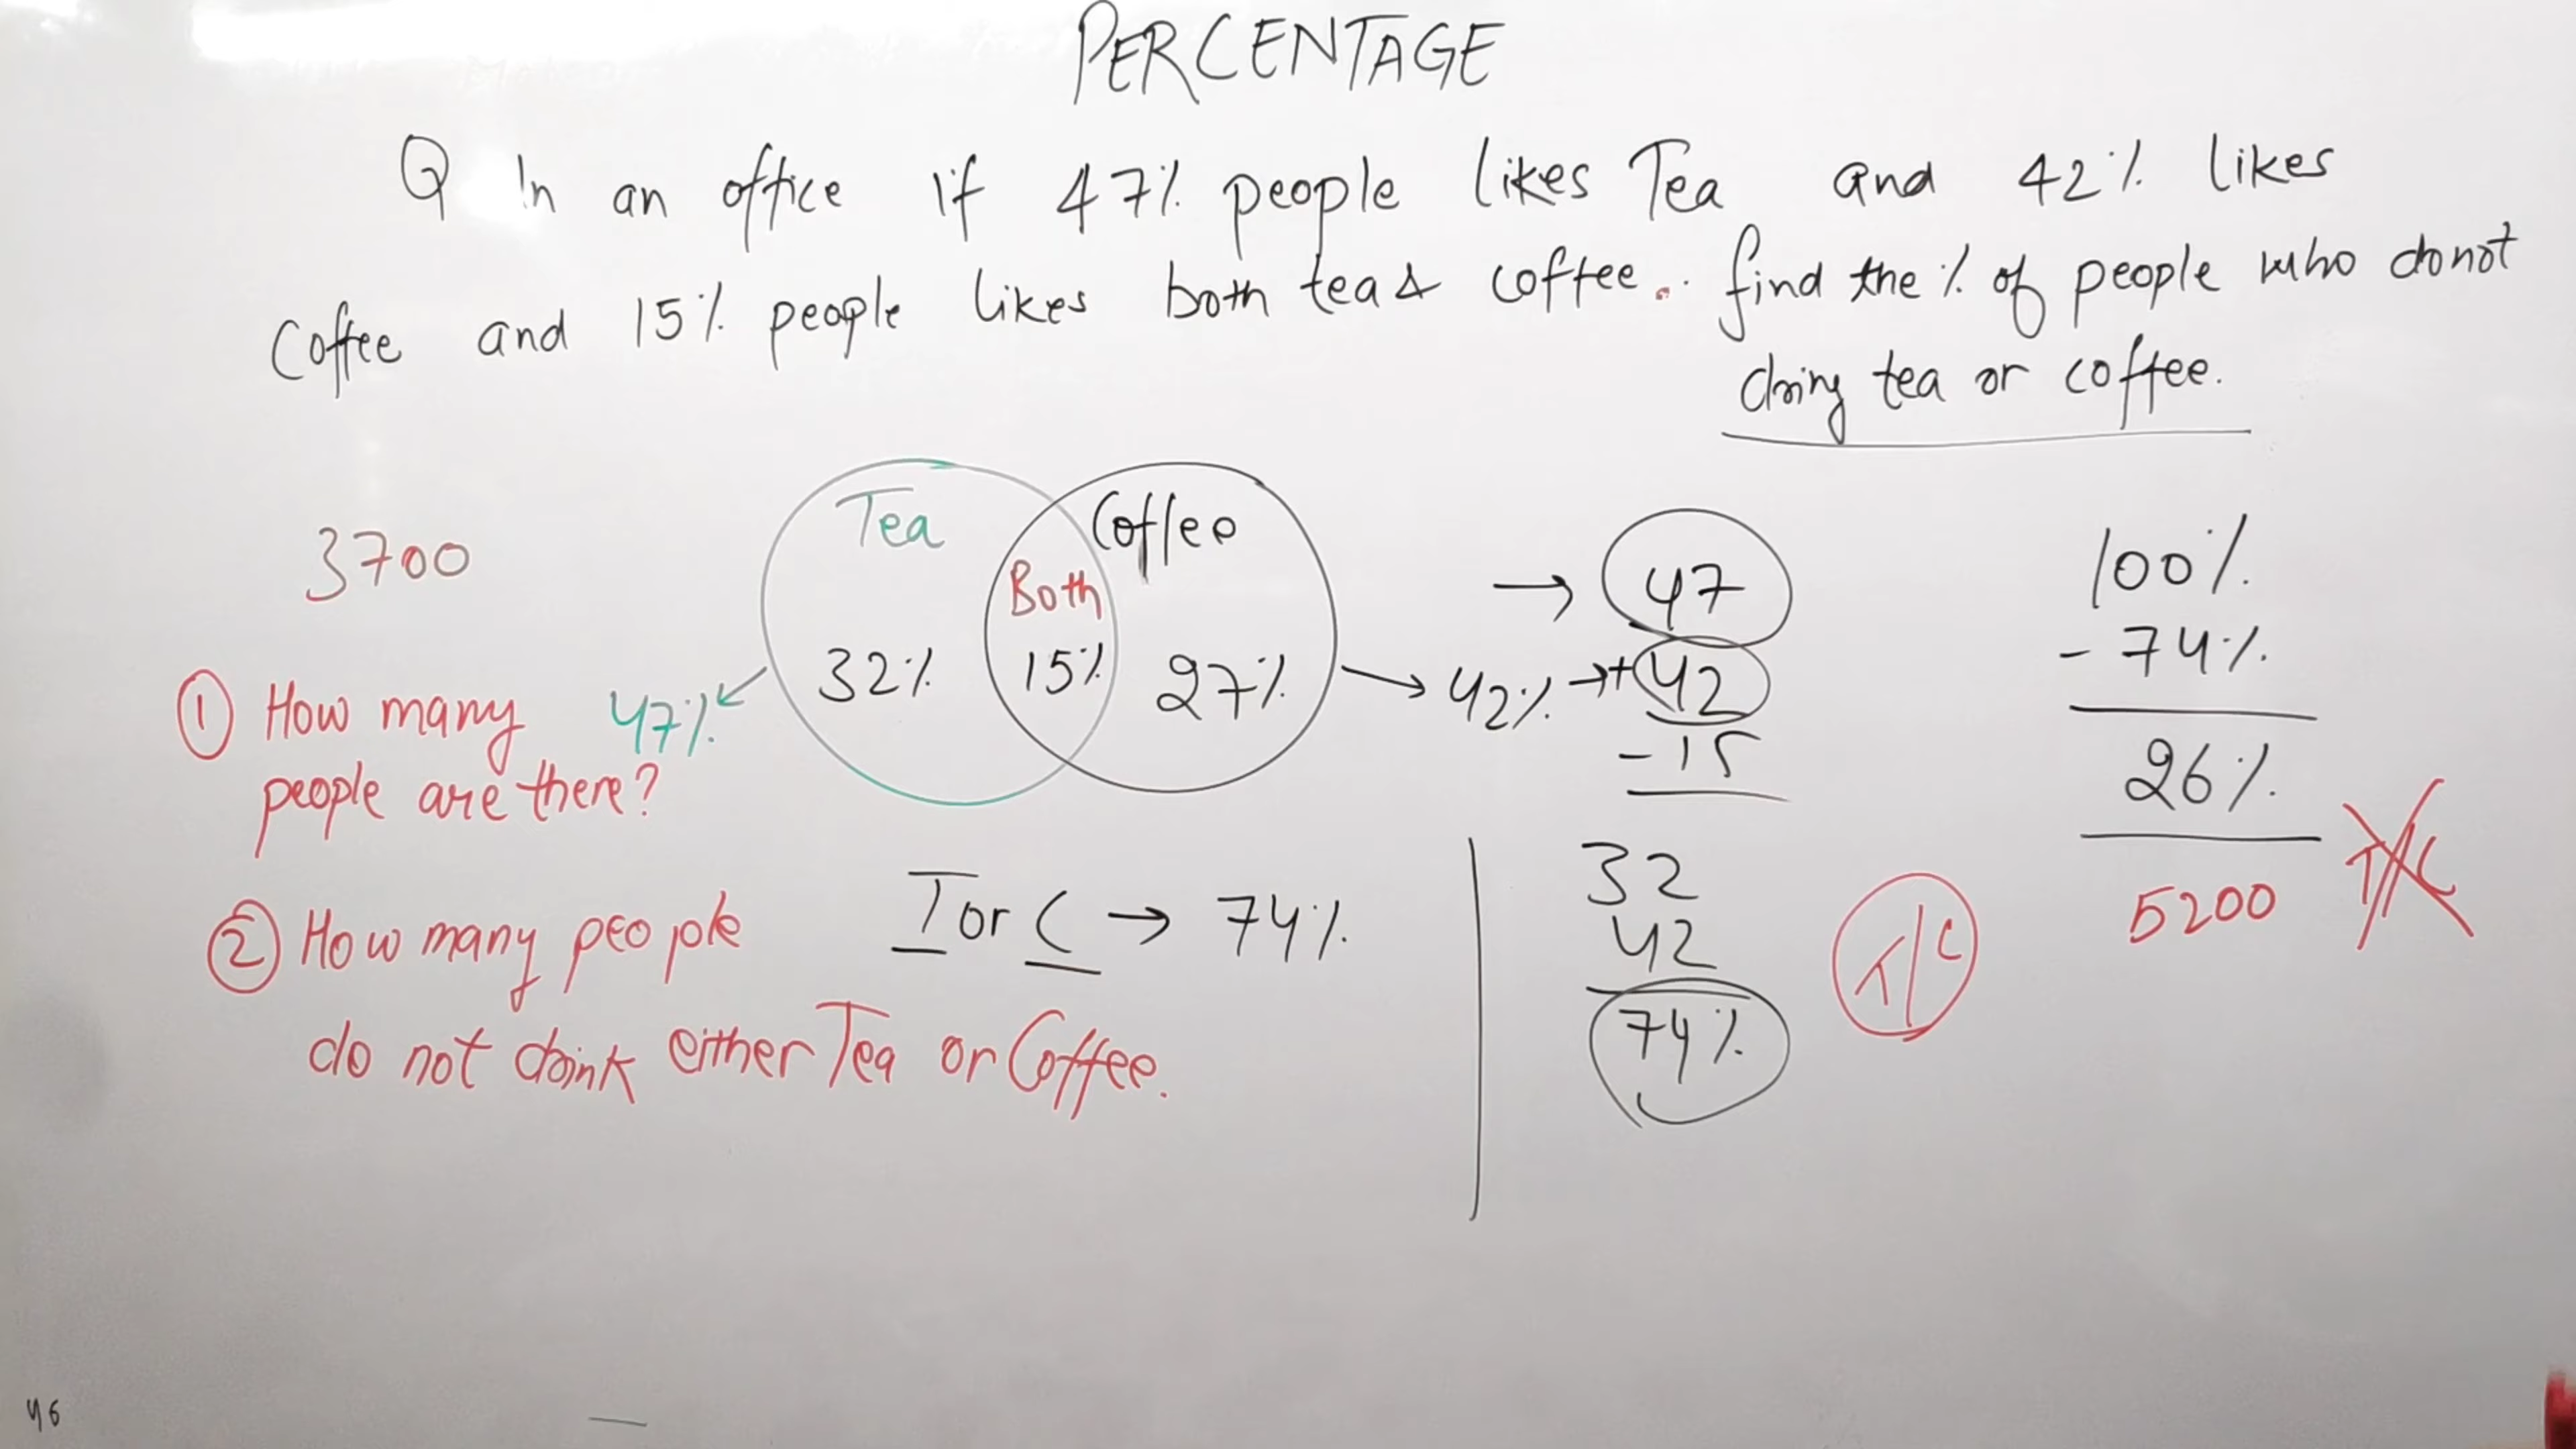 PERCENTAGE
Q In an office if 47% people likes Tea and 42% likes
Coffee and 15% people likes both tea & coffee.. find the % of people who donot
dring tea or coffee.
3700
Tea
Coffee
Both
32%
15%
27%
47%
42%
→ 47
→ + 42
- 15
32
42
74%
T/C
100%
- 74%
26%
5200
T/C
① How many
people are there?
T or C → 74%
② How many people
do not drink either Tea or Coffee.
46